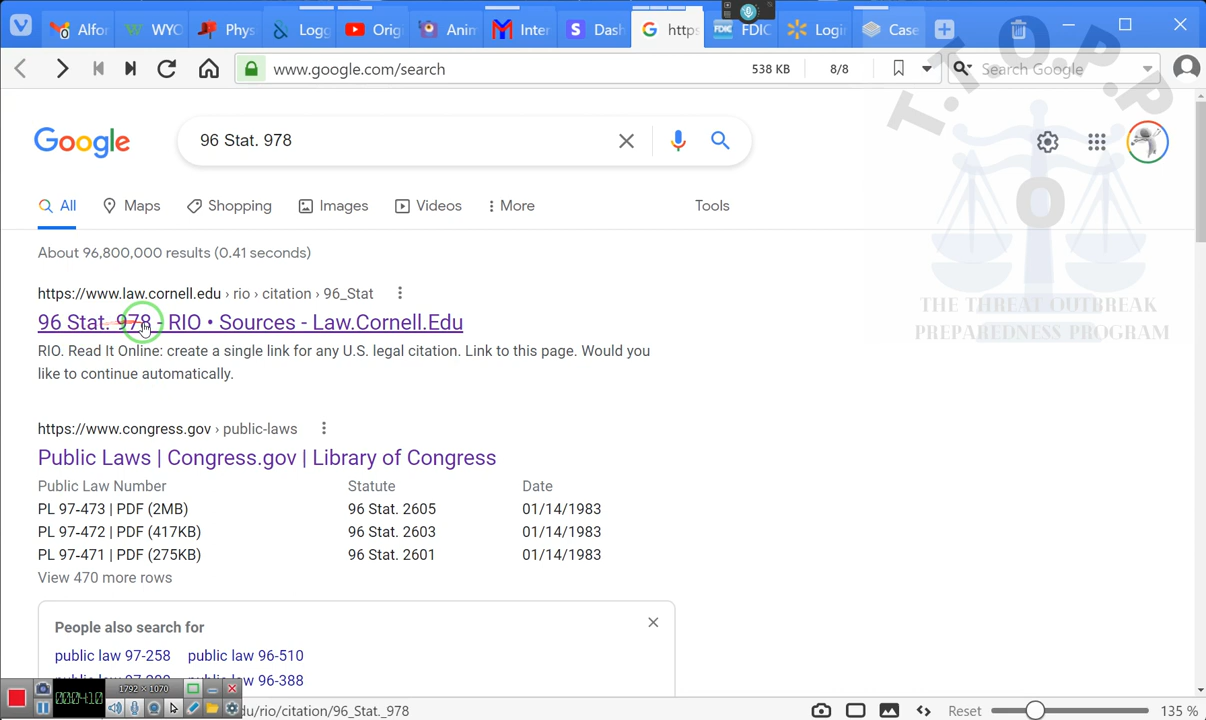 Alfor
WYO
Phys
Logg
Orig
Anim
Inter
Dash
https
FDIC
Login
Case
www.google.com/search
538 KB
8/8
Search Google
T.T.O.P.P
Google
96 Stat. 978
All
Maps
Shopping
Images
Videos
More
Tools
About 96,800,000 results (0.41 seconds)
https://www.law.cornell.edu › rio › citation › 96_Stat
96 Stat. 978 - RIO • Sources - Law.Cornell.Edu
THE THREAT OUTBREAK
PREPAREDNESS PROGRAM
RIO. Read It Online: create a single link for any U.S. legal citation. Link to this page. Would you
like to continue automatically.
https://www.congress.gov › public-laws
Public Laws | Congress.gov | Library of Congress
Public Law Number Statute Date
PL 97-473 | PDF (2MB) 96 Stat. 2605 01/14/1983
PL 97-472 | PDF (417KB) 96 Stat. 2603 01/14/1983
PL 97-471 | PDF (275KB) 96 Stat. 2601 01/14/1983
View 470 more rows
People also search for
public law 97-258 public law 96-510
law 96-388
1792 × 1070
du/rio/citation/96_Stat._978
Reset
135 %